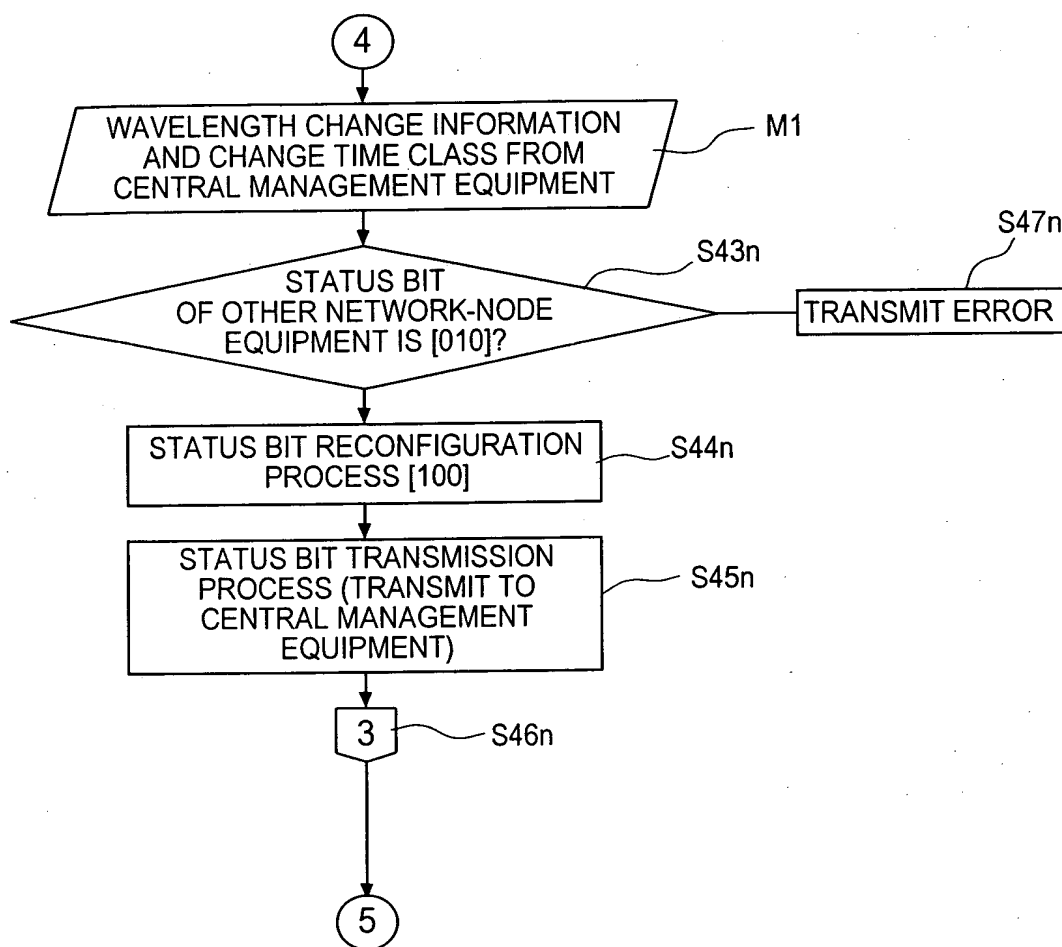 4
WAVELENGTH CHANGE INFORMATION
AND CHANGE TIME CLASS FROM
CENTRAL MANAGEMENT EQUIPMENT
M1
STATUS BIT
OF OTHER NETWORK-NODE
EQUIPMENT IS [010]?
S43n
S47n
TRANSMIT ERROR
STATUS BIT RECONFIGURATION
PROCESS [100]
S44n
STATUS BIT TRANSMISSION
PROCESS (TRANSMIT TO
CENTRAL MANAGEMENT
EQUIPMENT)
S45n
3
S46n
5